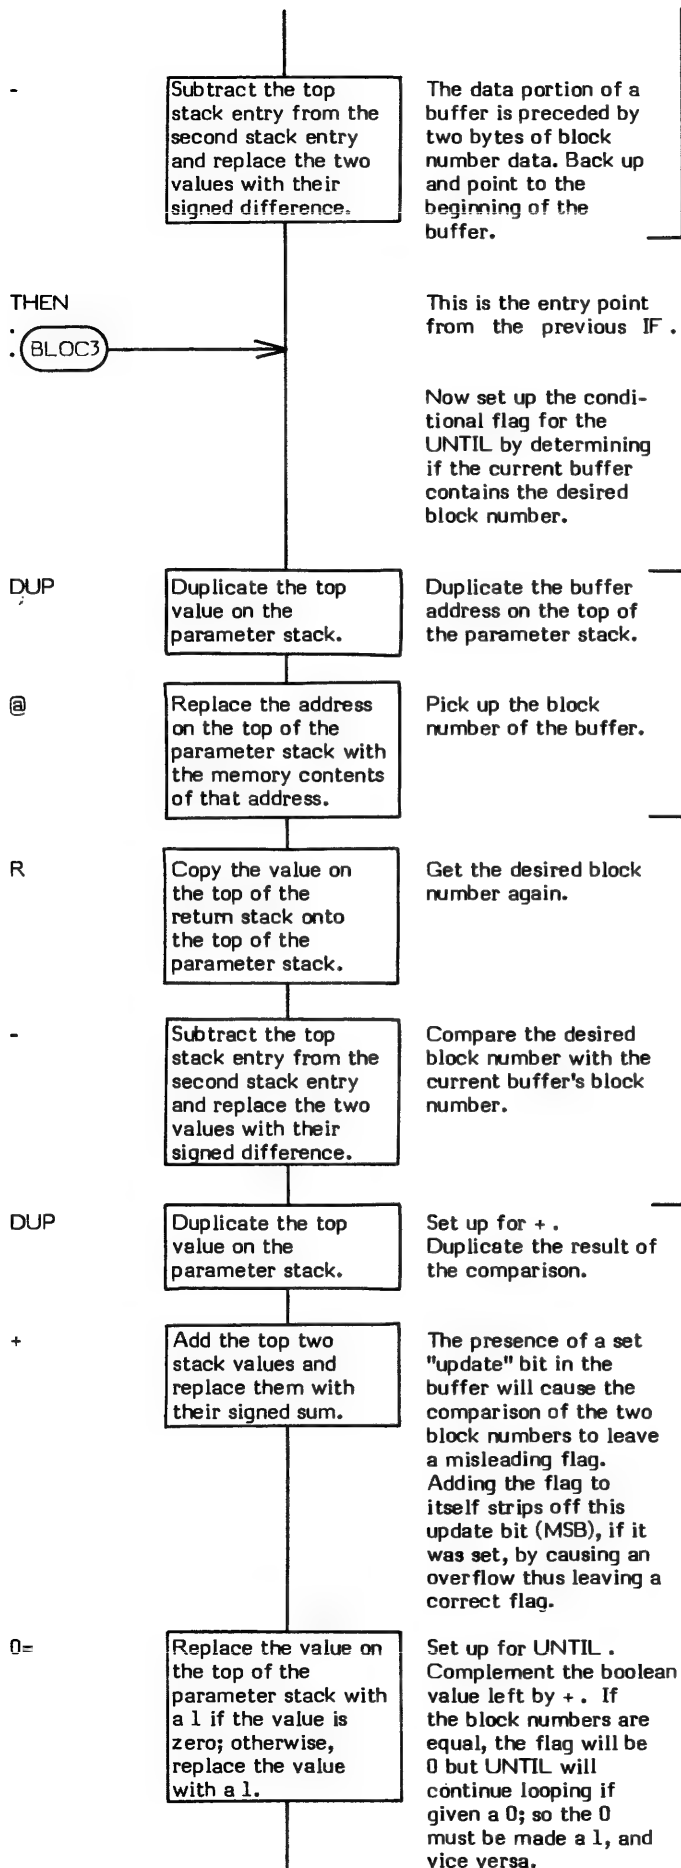 -
Subtract the top
stack entry from the
second stack entry
and replace the two
values with their
signed difference.
The data portion of a
buffer is preceded by
two bytes of block
number data. Back up
and point to the
beginning of the
buffer.
THEN
:
BLOC3
This is the entry point
from the previous IF .
Now set up the condi-
tional flag for the
UNTIL by determining
if the current buffer
contains the desired
block number.
DUP
Duplicate the top
value on the
parameter stack.
Duplicate the buffer
address on the top of
the parameter stack.
@
Replace the address
on the top of the
parameter stack with
the memory contents
of that address.
Pick up the block
number of the buffer.
R
Copy the value on
the top of the
return stack onto
the top of the
parameter stack.
Get the desired block
number again.
-
Subtract the top
stack entry from the
second stack entry
and replace the two
values with their
signed difference.
Compare the desired
block number with the
current buffer's block
number.
DUP
Duplicate the top
value on the
parameter stack.
Set up for + .
Duplicate the result of
the comparison.
+
Add the top two
stack values and
replace them with
their signed sum.
The presence of a set
"update" bit in the
buffer will cause the
comparison of the two
block numbers to leave
a misleading flag.
Adding the flag to
itself strips off this
update bit (MSB), if it
was set, by causing an
overflow thus leaving a
correct flag.
0=
Replace the value on
the top of the
parameter stack with
a 1 if the value is
zero; otherwise,
replace the value
with a 1.
Set up for UNTIL .
Complement the boolean
value left by + . If
the block numbers are
equal, the flag will be
0 but UNTIL will
continue looping if
given a 0; so the 0
must be made a 1, and
vice versa.